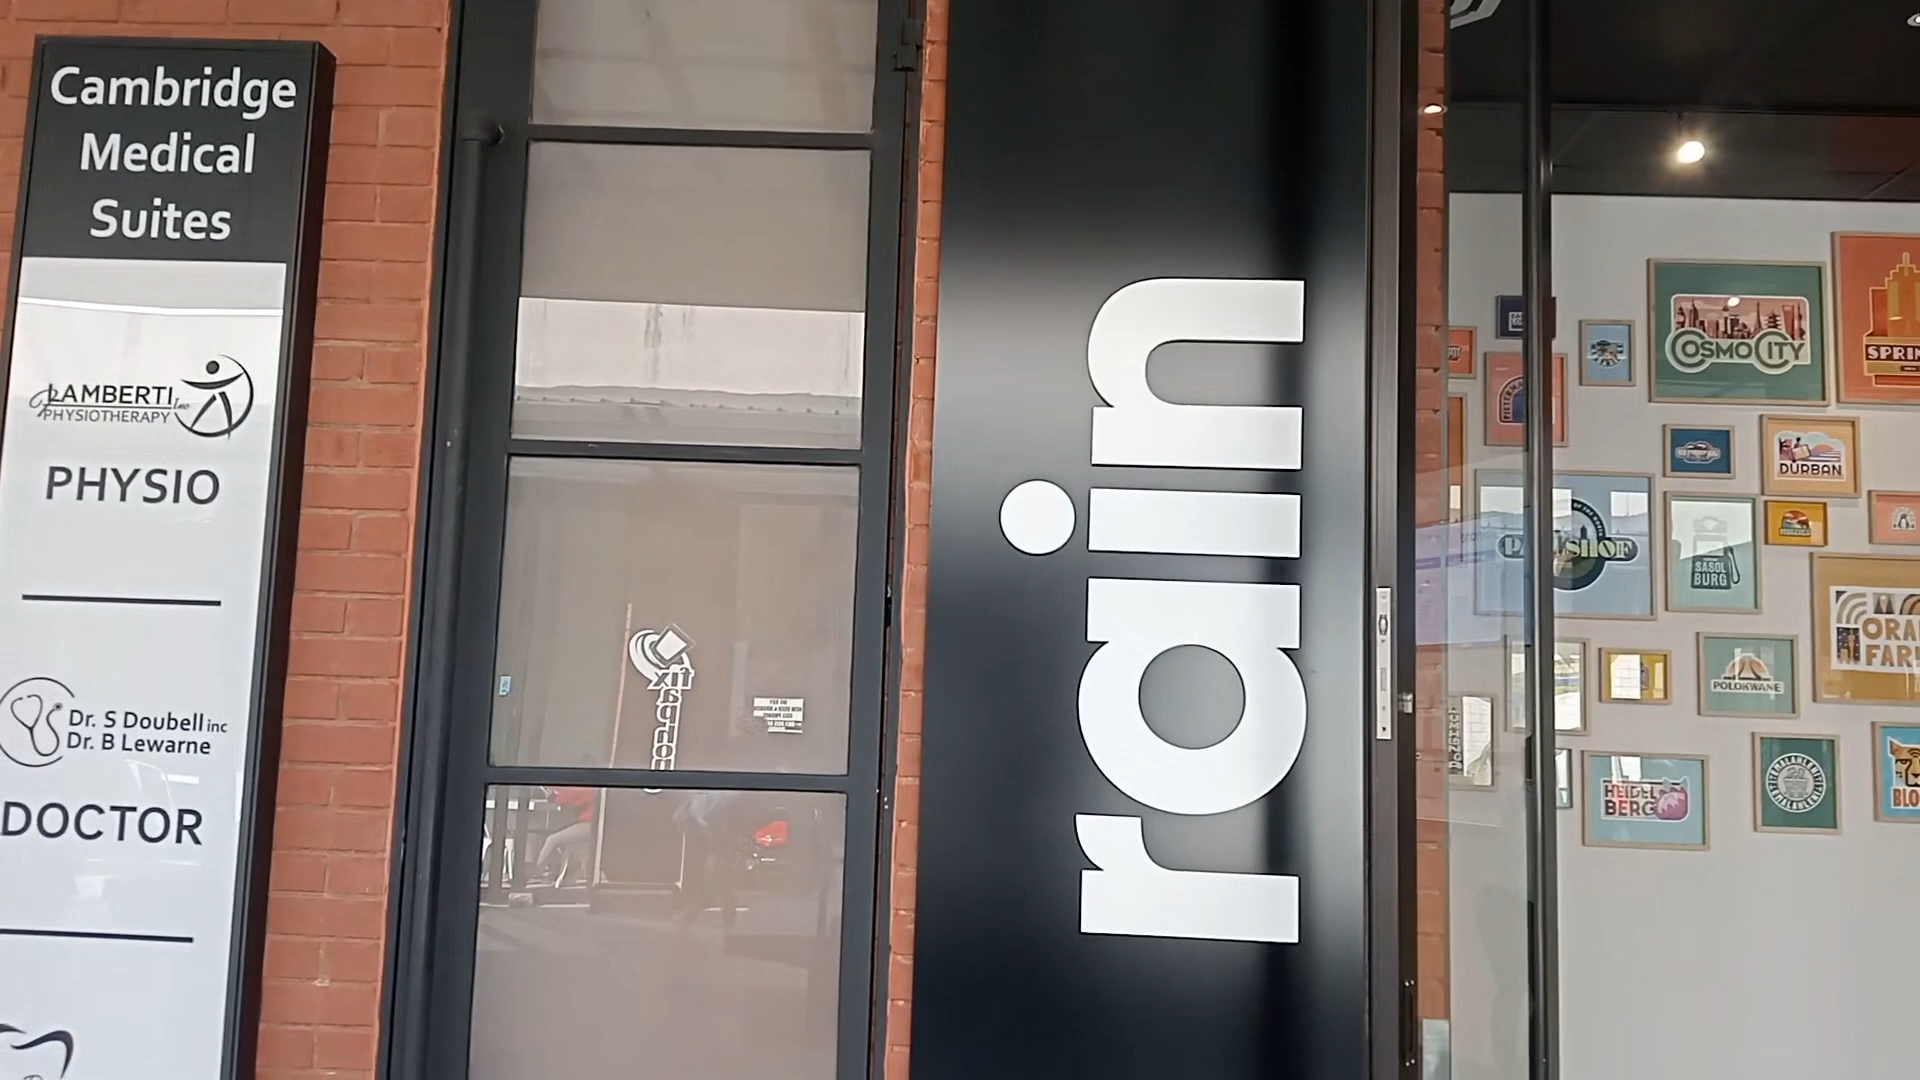 Cambridge
Medical
Suites
LAMBERTI Inc
PHYSIOTHERAPY
PHYSIO
Dr. S Doubell inc
Dr. B Lewarne
DOCTOR
rain
COSMO CITY
DURBAN
SASOL
BURG
POLOKWANE
HEIDEL
BERG
EMALAHLENI